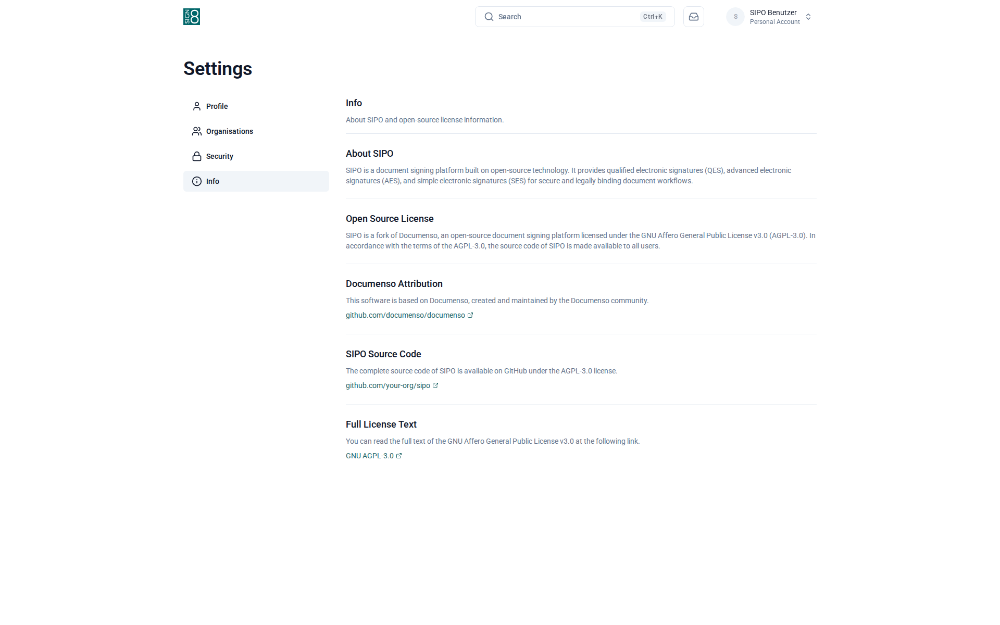 SIGN8
Search
Ctrl+K
S
SIPO Benutzer
Personal Account
Settings
Profile
Organisations
Security
Info
Info
About SIPO and open-source license information.
About SIPO
SIPO is a document signing platform built on open-source technology. It provides qualified electronic signatures (QES), advanced electronic
signatures (AES), and simple electronic signatures (SES) for secure and legally binding document workflows.
Open Source License
SIPO is a fork of Documenso, an open-source document signing platform licensed under the GNU Affero General Public License v3.0 (AGPL-3.0). In
accordance with the terms of the AGPL-3.0, the source code of SIPO is made available to all users.
Documenso Attribution
This software is based on Documenso, created and maintained by the Documenso community.
github.com/documenso/documenso
SIPO Source Code
The complete source code of SIPO is available on GitHub under the AGPL-3.0 license.
github.com/your-org/sipo
Full License Text
You can read the full text of the GNU Affero General Public License v3.0 at the following link.
GNU AGPL-3.0